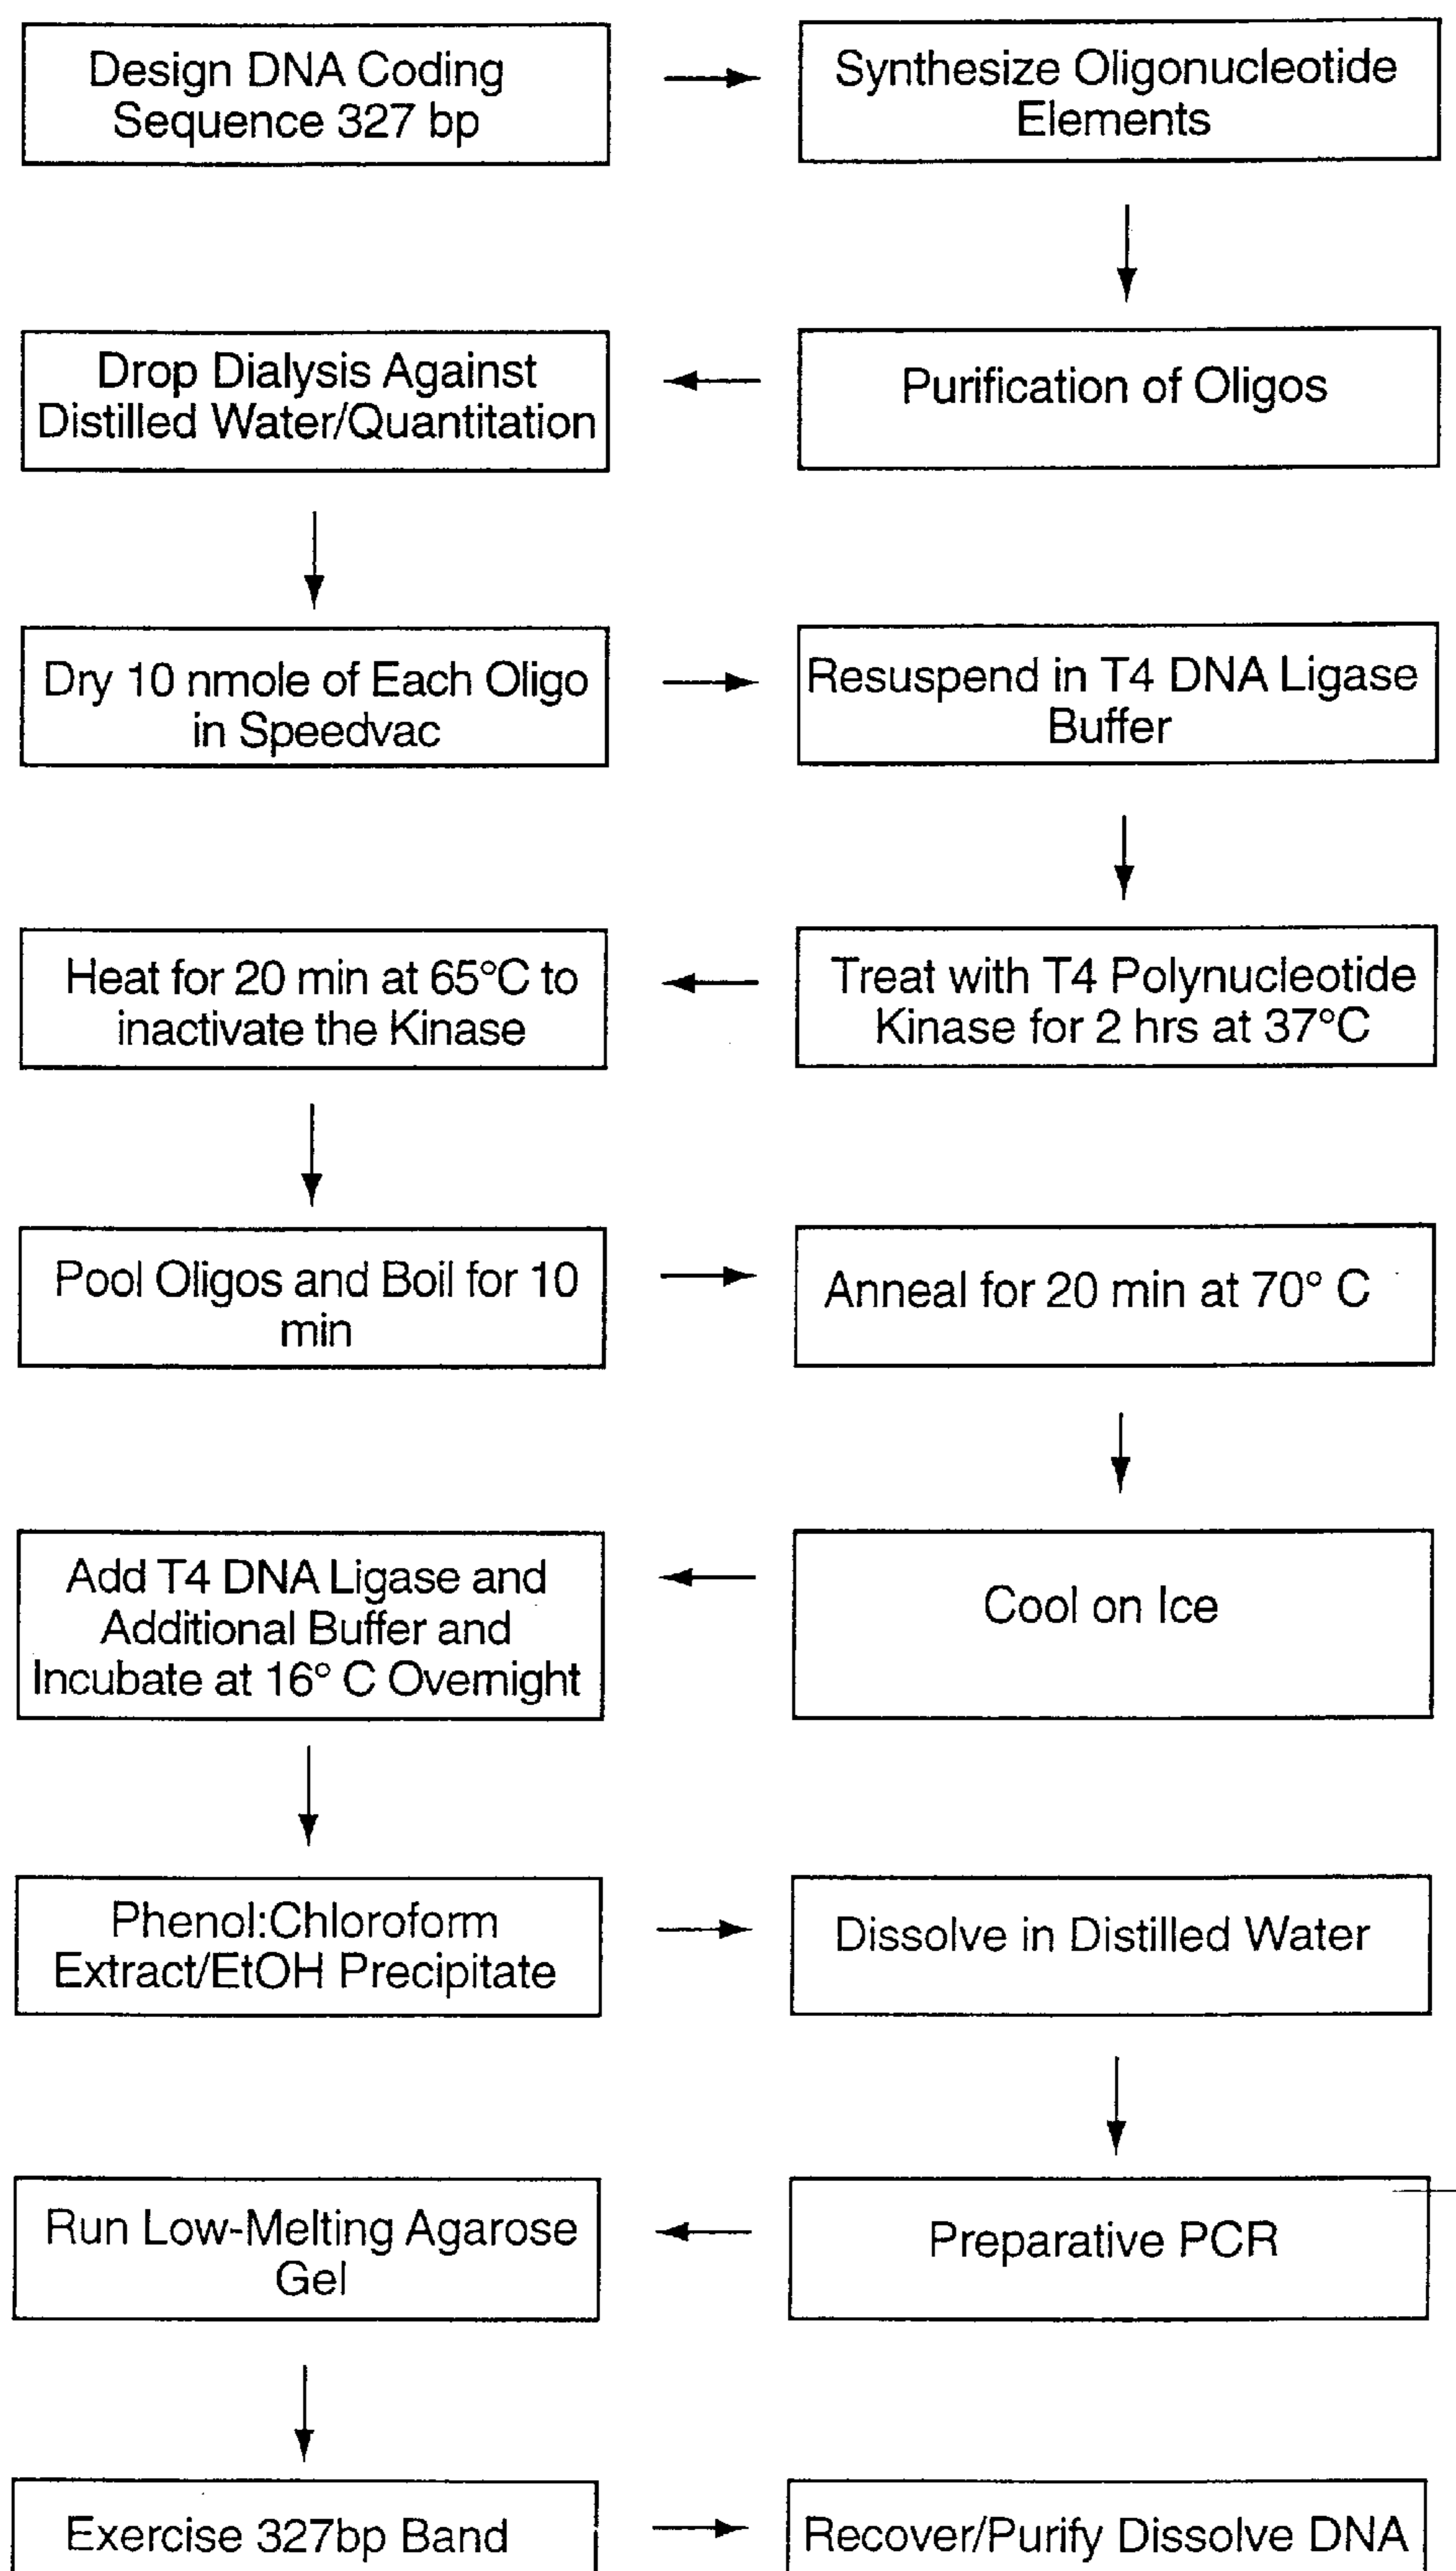 Design DNA Coding
Sequence 327 bp
Synthesize Oligonucleotide
Elements
Purification of Oligos
Drop Dialysis Against
Distilled Water/Quantitation
Dry 10 nmole of Each Oligo
in Speedvac
Resuspend in T4 DNA Ligase
Buffer
Treat with T4 Polynucleotide
Kinase for 2 hrs at 37°C
Heat for 20 min at 65°C to
inactivate the Kinase
Pool Oligos and Boil for 10
min
Anneal for 20 min at 70° C
Cool on Ice
Add T4 DNA Ligase and
Additional Buffer and
Incubate at 16° C Overnight
Phenol:Chloroform
Extract/EtOH Precipitate
Dissolve in Distilled Water
Preparative PCR
Run Low-Melting Agarose
Gel
Exercise 327bp Band
Recover/Purify Dissolve DNA